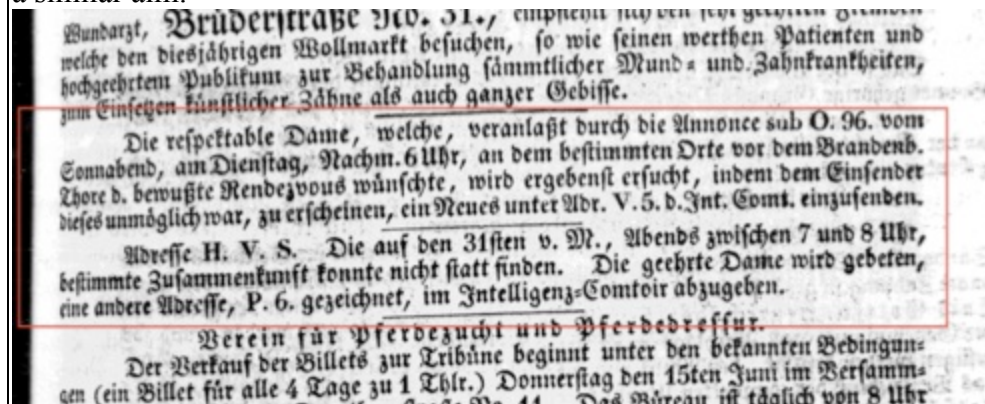 a similar aim.
Wundarzt, Brüderstraße No. 31., empfiehlt sich den sehr geehrten Fremden
welche den diesjährigen Wollmarkt besuchen, so wie seinen werthen Patienten und
hochgeehrtem Publikum zur Behandlung sämmtlicher Mund- und Zahnkrankheiten,
zum Einsetzen künstlicher Zähne als auch ganzer Gebisse.
Die respektable Dame, welche, veranlaßt durch die Annonce sub O. 96. vom
Sonnabend, am Dienstag, Nachm. 6 Uhr, an dem bestimmten Orte vor dem Brandenb.
Thore d. bewußte Rendezvous wünschte, wird ergebenst ersucht, indem dem Einsender
dieses unmöglich war, zu erscheinen, ein Neues unter Adr. V. 5. d. Int. Comt. einzusenden.
Adresse H. V. S. Die auf den 31sten v. M., Abends zwischen 7 und 8 Uhr,
bestimmte Zusammenkunft konnte nicht statt finden. Die geehrte Dame wird gebeten,
eine andere Adresse, P. 6. gezeichnet, im Intelligenz-Comtoir abzugeben.
Verein für Pferdezucht und Pferdedressur.
Der Verkauf der Billets zur Tribüne beginnt unter den bekannten Bedingun-
gen (ein Billet für alle 4 Tage zu 1 Thlr.) Donnerstag den 15ten Juni im Versamm-
No. 44. Das Büreau ist täglich von 8 Uhr